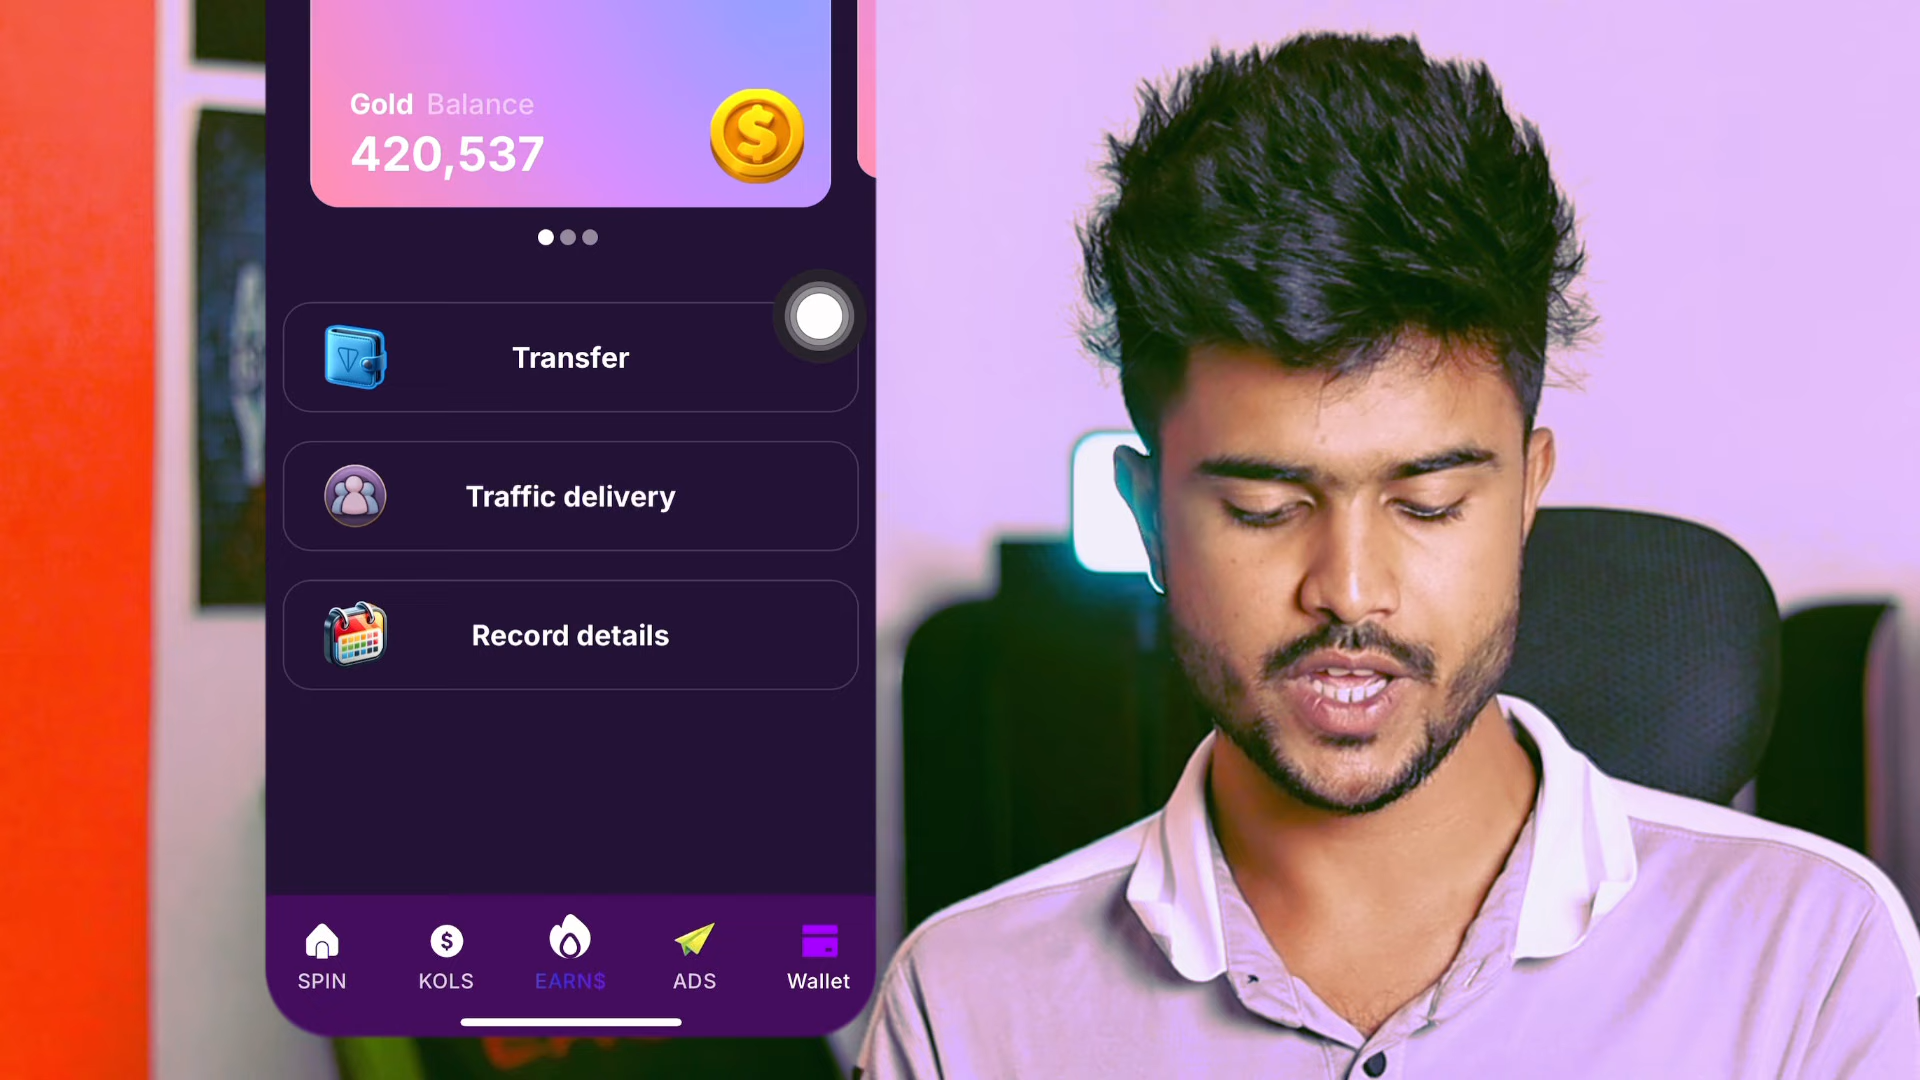 Gold Balance
420,537
Transfer
Traffic delivery
Record details
SPIN
KOLS
EARN$
ADS
Wallet